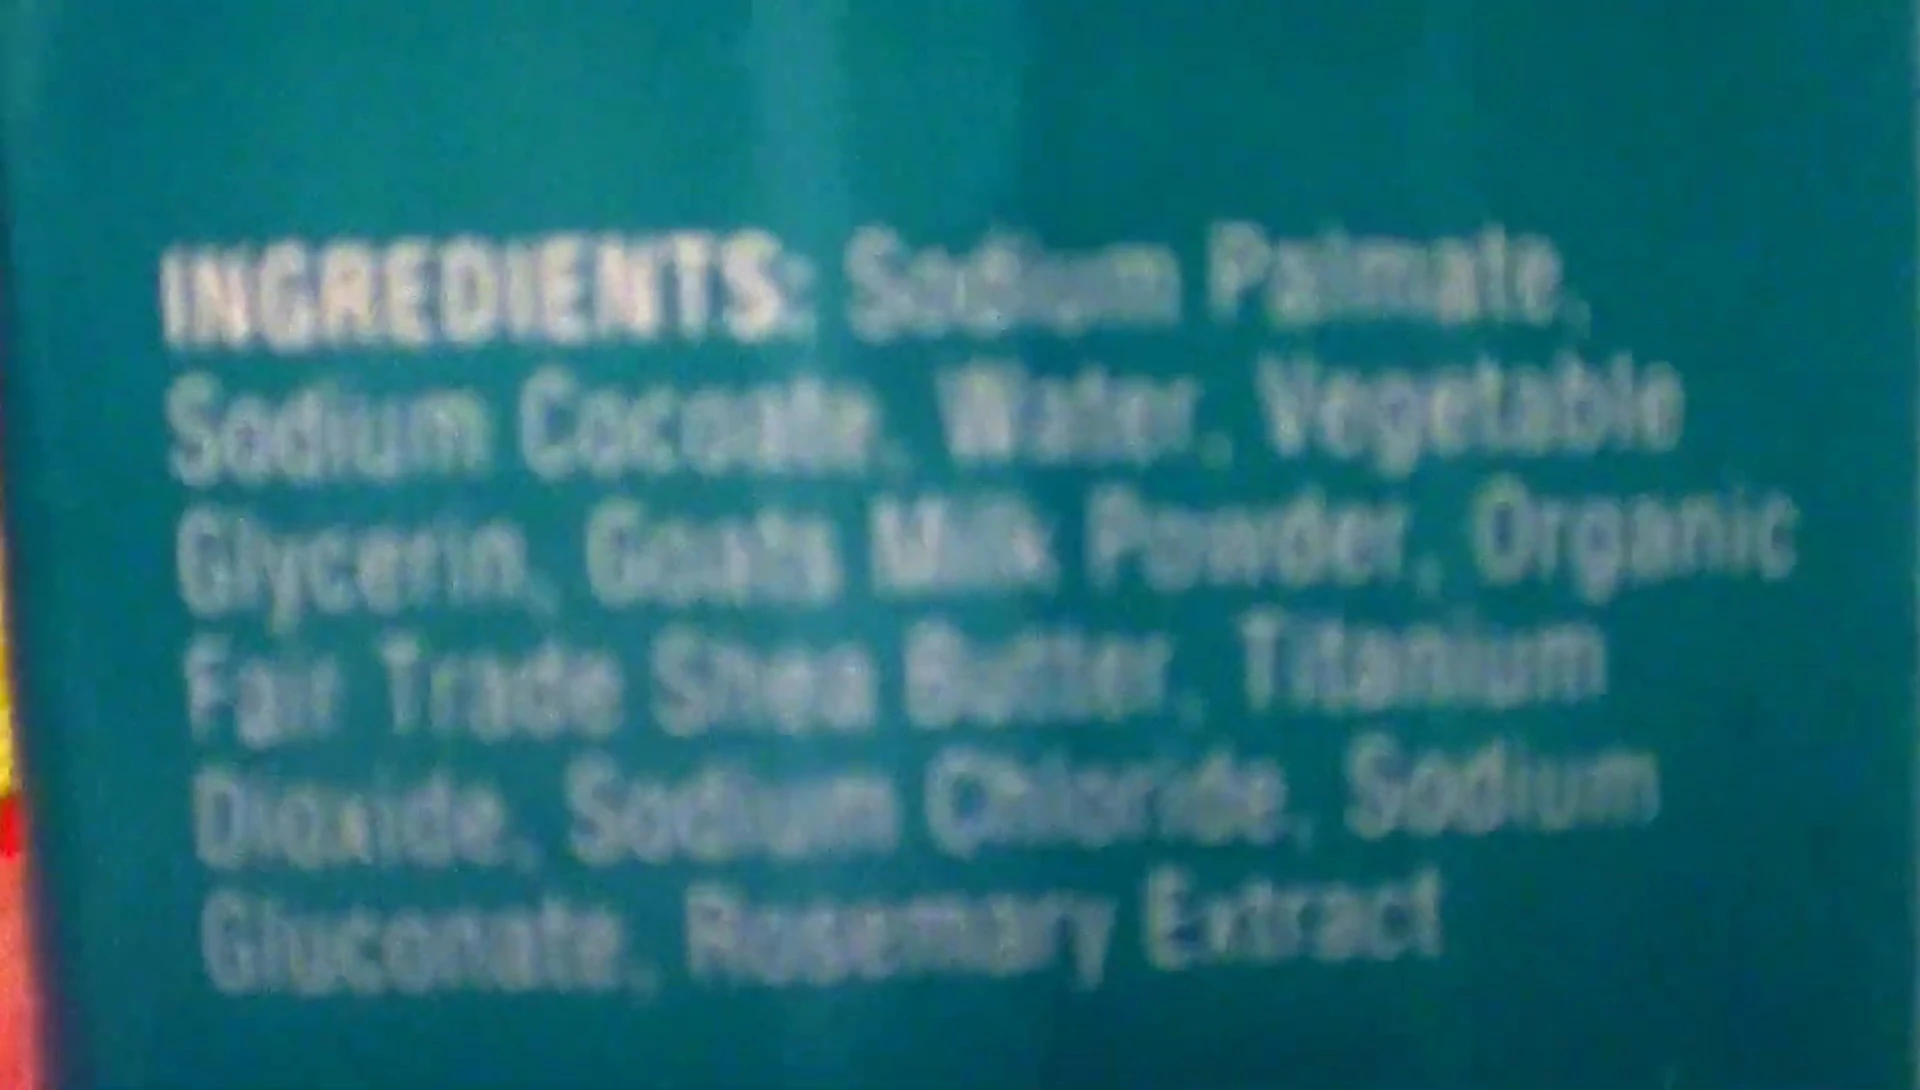 INGREDIENTS: Sodium Palmate,
Sodium Cocoate, Water, Vegetable
Glycerin, Goats Milk Powder, Organic
Fair Trade Shea Butter, Titanium
Dioxide, Sodium Chloride, Sodium
Gluconate, Rosemary Extract